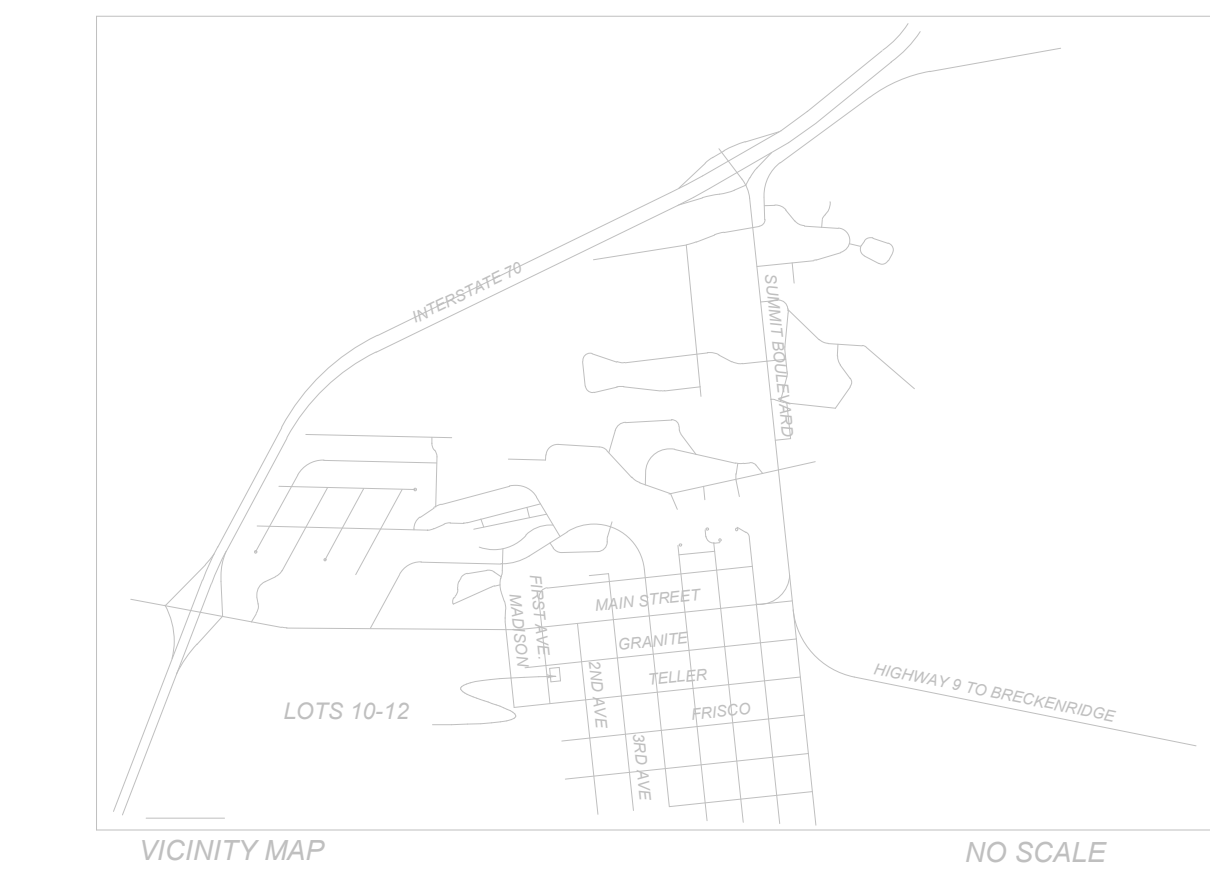 INTERSTATE 70
SUMMIT BOULEVARD
FIRST AVE.
MADISON
MAIN STREET
GRANITE
2ND AVE
TELLER
HIGHWAY 9 TO BRECKENRIDGE
LOTS 10-12
FRISCO
3RD AVE
VICINITY MAP
NO SCALE